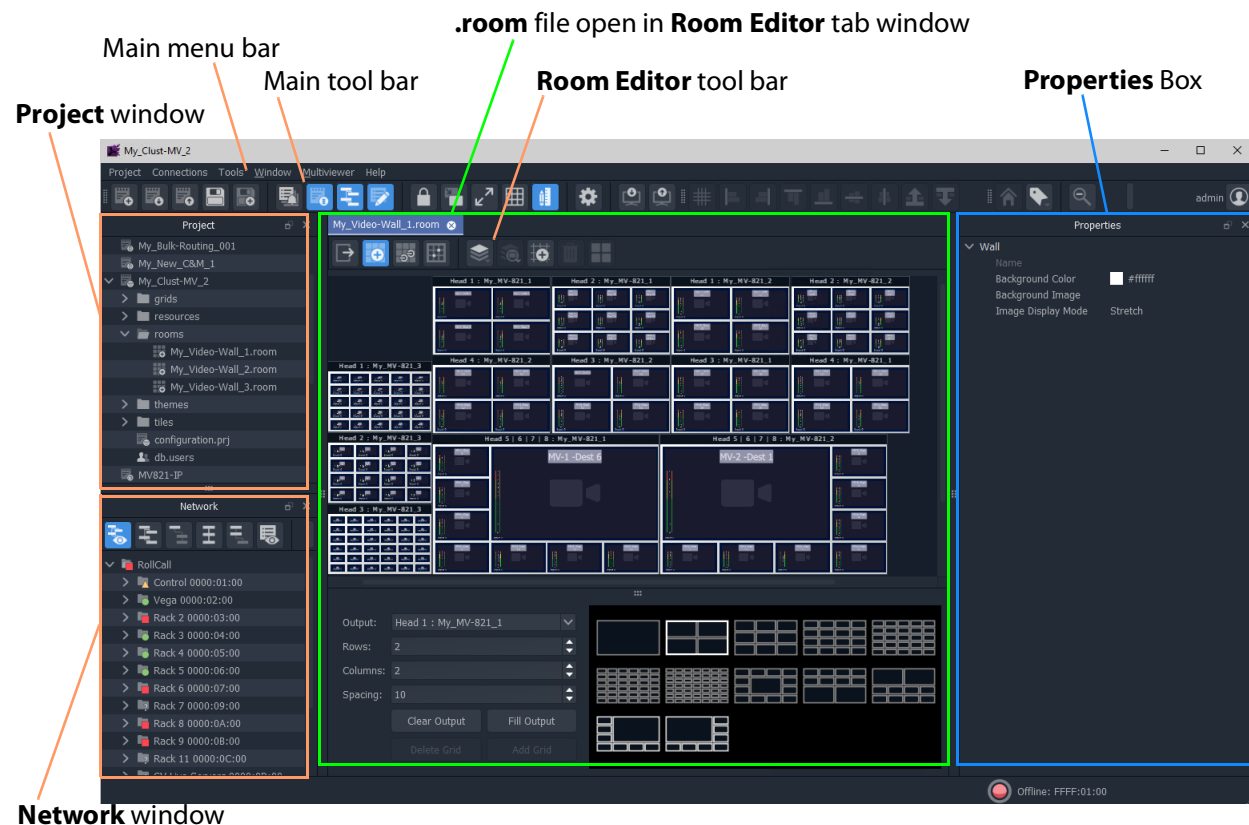 .room file open in Room Editor tab window
Main menu bar
Main tool bar
Room Editor tool bar
Properties Box
Project window
My_Clust-MV_2
Project Connections Tools Window Multiviewer Help
admin
Project
My_Bulk-Routing_001
My_New_C&M_1
My_Clust-MV_2
grids
resources
rooms
My_Video-Wall_1.room
My_Video-Wall_2.room
My_Video-Wall_3.room
themes
tiles
configuration.prj
db.users
MV821-IP
Network
RollCall
Control 0000:01:00
Vega 0000:02:00
Rack 2 0000:03:00
Rack 3 0000:04:00
Rack 4 0000:05:00
Rack 5 0000:06:00
Rack 6 0000:07:00
Rack 7 0000:09:00
Rack 8 0000:0A:00
Rack 9 0000:0B:00
Rack 11 0000:0C:00
My_Video-Wall_1.room
Head 1 : My_MV-821_1
Head 2 : My_MV-821_1
Head 1 : My_MV-821_2
Head 2 : My_MV-821_2
Head 1 : My_MV-821_3
Head 4 : My_MV-821_2
Head 3 : My_MV-821_2
Head 3 : My_MV-821_1
Head 4 : My_MV-821_1
Head 2 : My_MV-821_3
Head 5 | 6 | 7 | 8 : My_MV-821_1
Head 5 | 6 | 7 | 8 : My_MV-821_2
MV-1 -Dest 6
MV-2 -Dest 1
Head 3 : My_MV-821_3
Output: Head 1 : My_MV-821_1
Rows: 2
Columns: 2
Spacing: 10
Clear Output Fill Output
Delete Grid Add Grid
Properties
Wall
Name
Background Color #ffffff
Background Image
Image Display Mode Stretch
Offline: FFFF:01:00
Network window